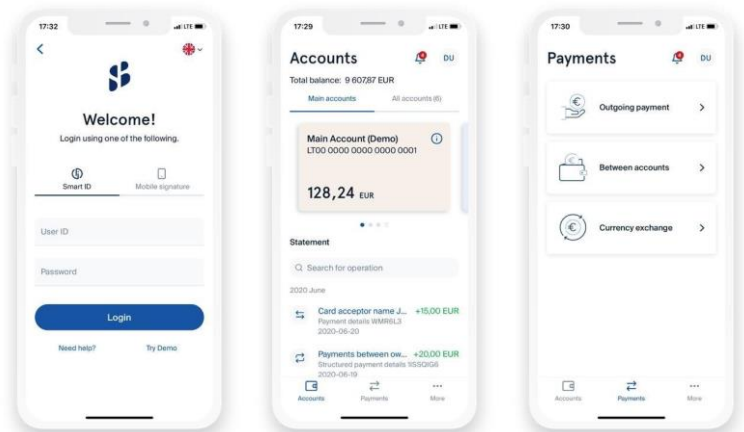 17:32
LTE
Welcome!
Login using one of the following.
Smart ID
Mobile signature
User ID
Password
Login
Need help?
Try Demo
17:29
LTE
Accounts
DU
Total balance: 9 607,87 EUR
Main accounts
All accounts (6)
Main Account (Demo)
LT00 0000 0000 0000 0001
128,24 EUR
Statement
Search for operation
2020 June
Card acceptor name J... +15,00 EUR
Payment details WMR6L3
2020-06-20
Payments between ow... +20,00 EUR
Structured payment details 1ISSQIG6
2020-06-19
Accounts
Payments
More
17:30
LTE
Payments
DU
Outgoing payment
Between accounts
Currency exchange
Accounts
Payments
More